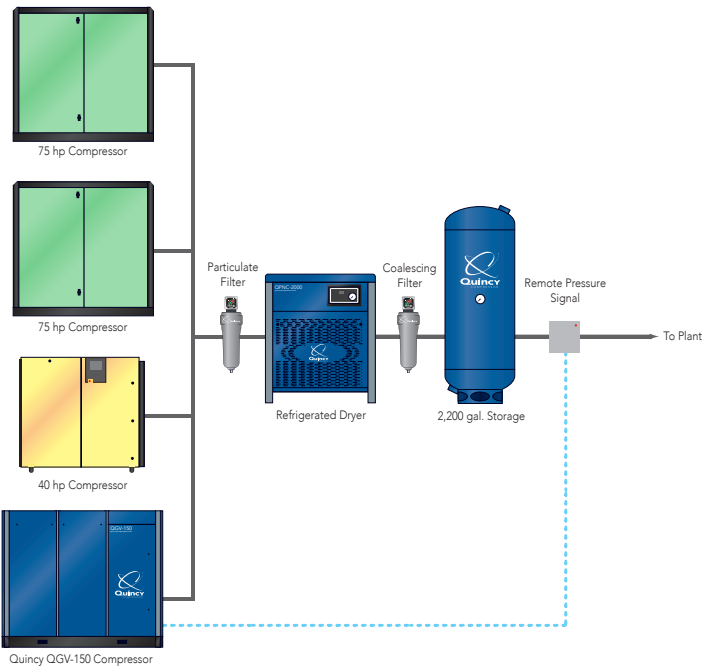 75 hp Compressor
75 hp Compressor
40 hp Compressor
QGV-150
Quincy
Quincy QGV-150 Compressor
Particulate
Filter
QPNC-2000
Quincy
Refrigerated Dryer
Coalescing
Filter
Quincy
COMPRESSOR
2,200 gal. Storage
Remote Pressure
Signal
To Plant